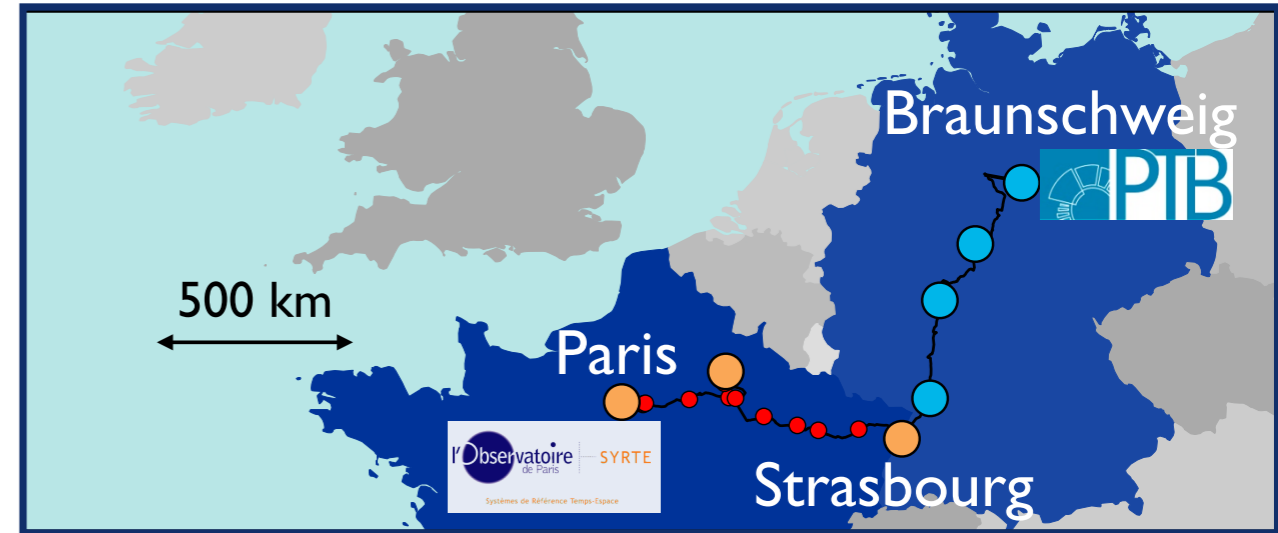 Braunschweig
PTB
500 km
Paris
l'Observatoire
de Paris
SYRTE
Systèmes de Référence Temps-Espace
Strasbourg